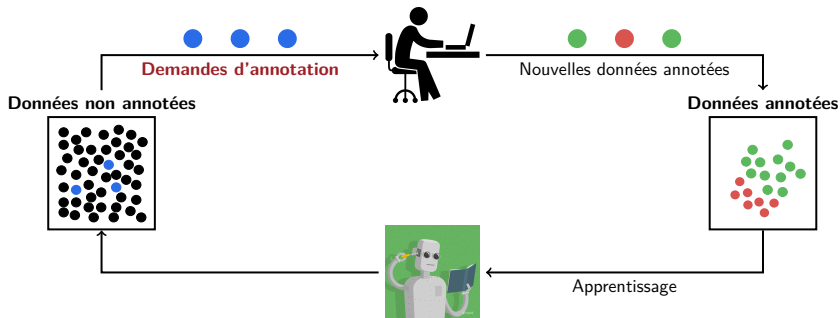 Demandes d'annotation
Nouvelles données annotées
Données non annotées
Données annotées
Apprentissage